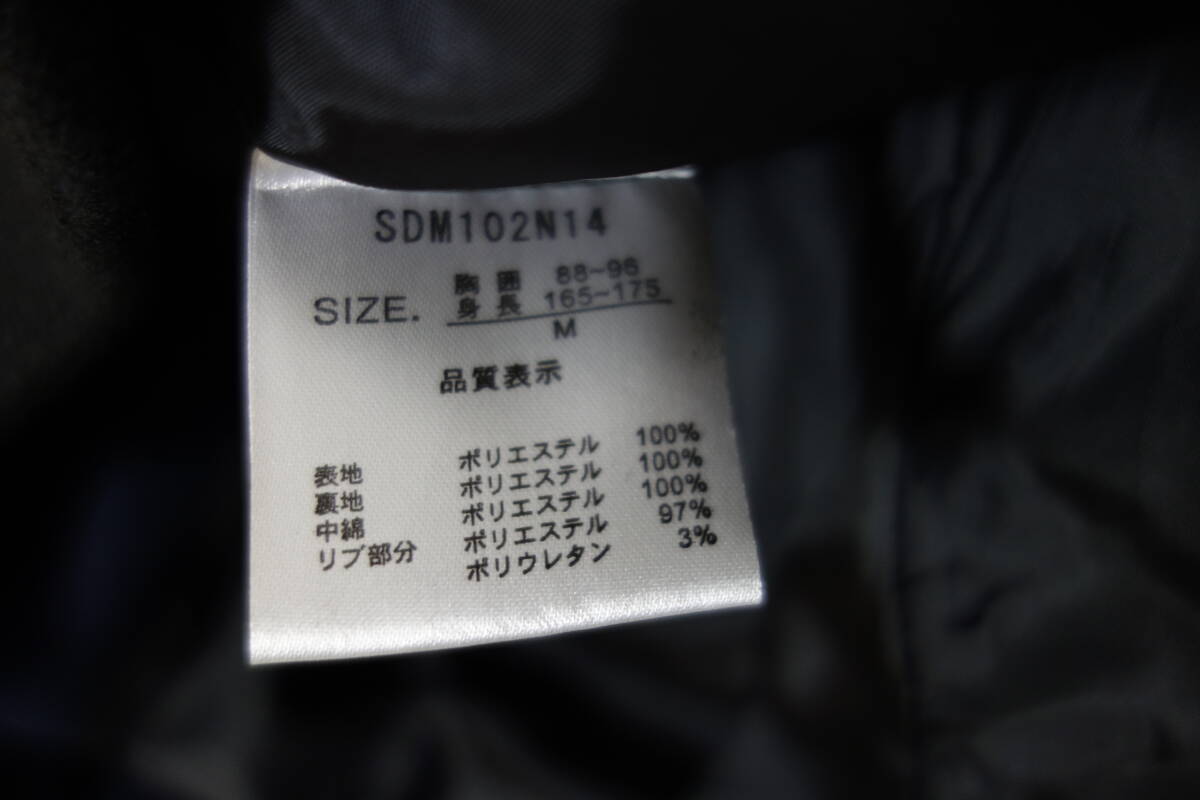 SDM102N14
SIZE. 胸囲 88~96
身長 165~175
M
品質表示
表地 ポリエステル 100%
裏地 ポリエステル 100%
中綿 ポリエステル 100%
リブ部分 ポリエステル 97%
ポリウレタン 3%